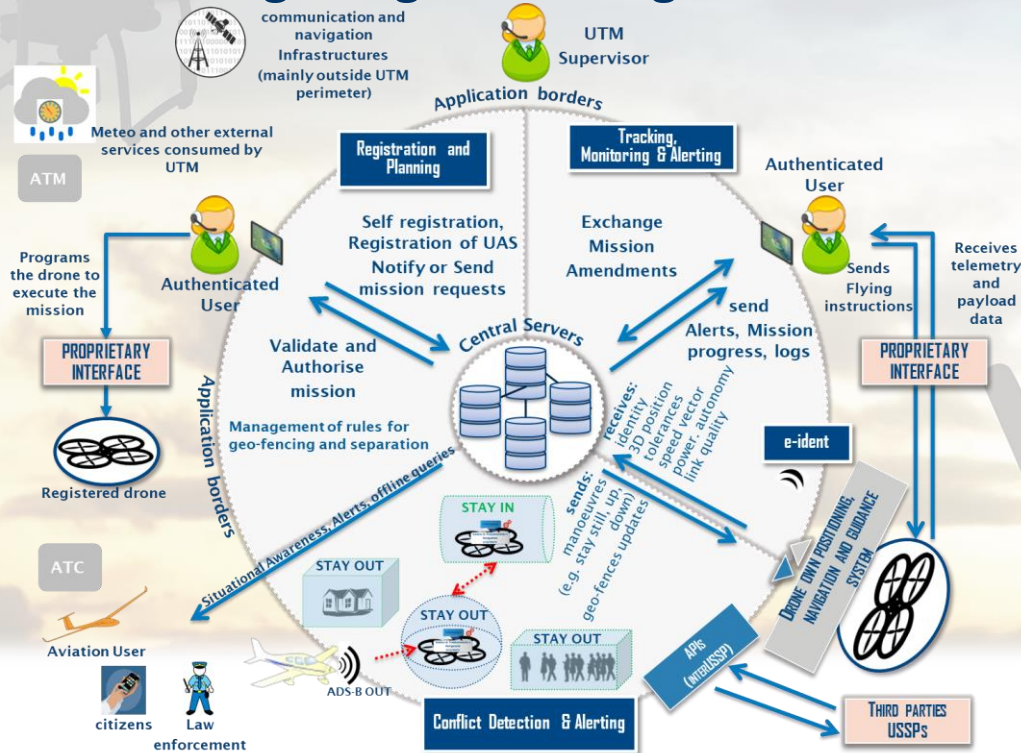 communication and
navigation
Infrastructures
(mainly outside UTM
perimeter)
UTM
Supervisor
Application borders
Meteo and other external
services consumed by
UTM
ATM
Registration and
Planning
Tracking,
Monitoring & Alerting
Authenticated
User
Authenticated
User
Self registration,
Registration of UAS
Notify or Send
mission requests
Exchange
Mission
Amendments
Programs
the drone to
execute the
mission
Sends
Flying
instructions
Receives
telemetry
and
payload
data
send
Alerts, Mission
progress, logs
Central Servers
Validate and
Authorise
mission
PROPRIETARY
INTERFACE
PROPRIETARY
INTERFACE
Application borders
Management of rules for
geo-fencing and separation
receives:
identity
3D position
tolerances
speed vector
power. autonomy
link quality
e-ident
Registered drone
sends:
manoeuvres
(e.g. stay still, up,
down)
geo-fences updates
Situational Awareness, Alerts, offline queries
STAY IN
STAY OUT
STAY OUT
STAY OUT
DRONE OWN POSITIONING,
NAVIGATION AND GUIDANCE
SYSTEM
ATC
Aviation User
ADS-B OUT
APIS
(INTERUSSP)
citizens
Law
enforcement
Conflict Detection & Alerting
THIRD PARTIES
USSPS